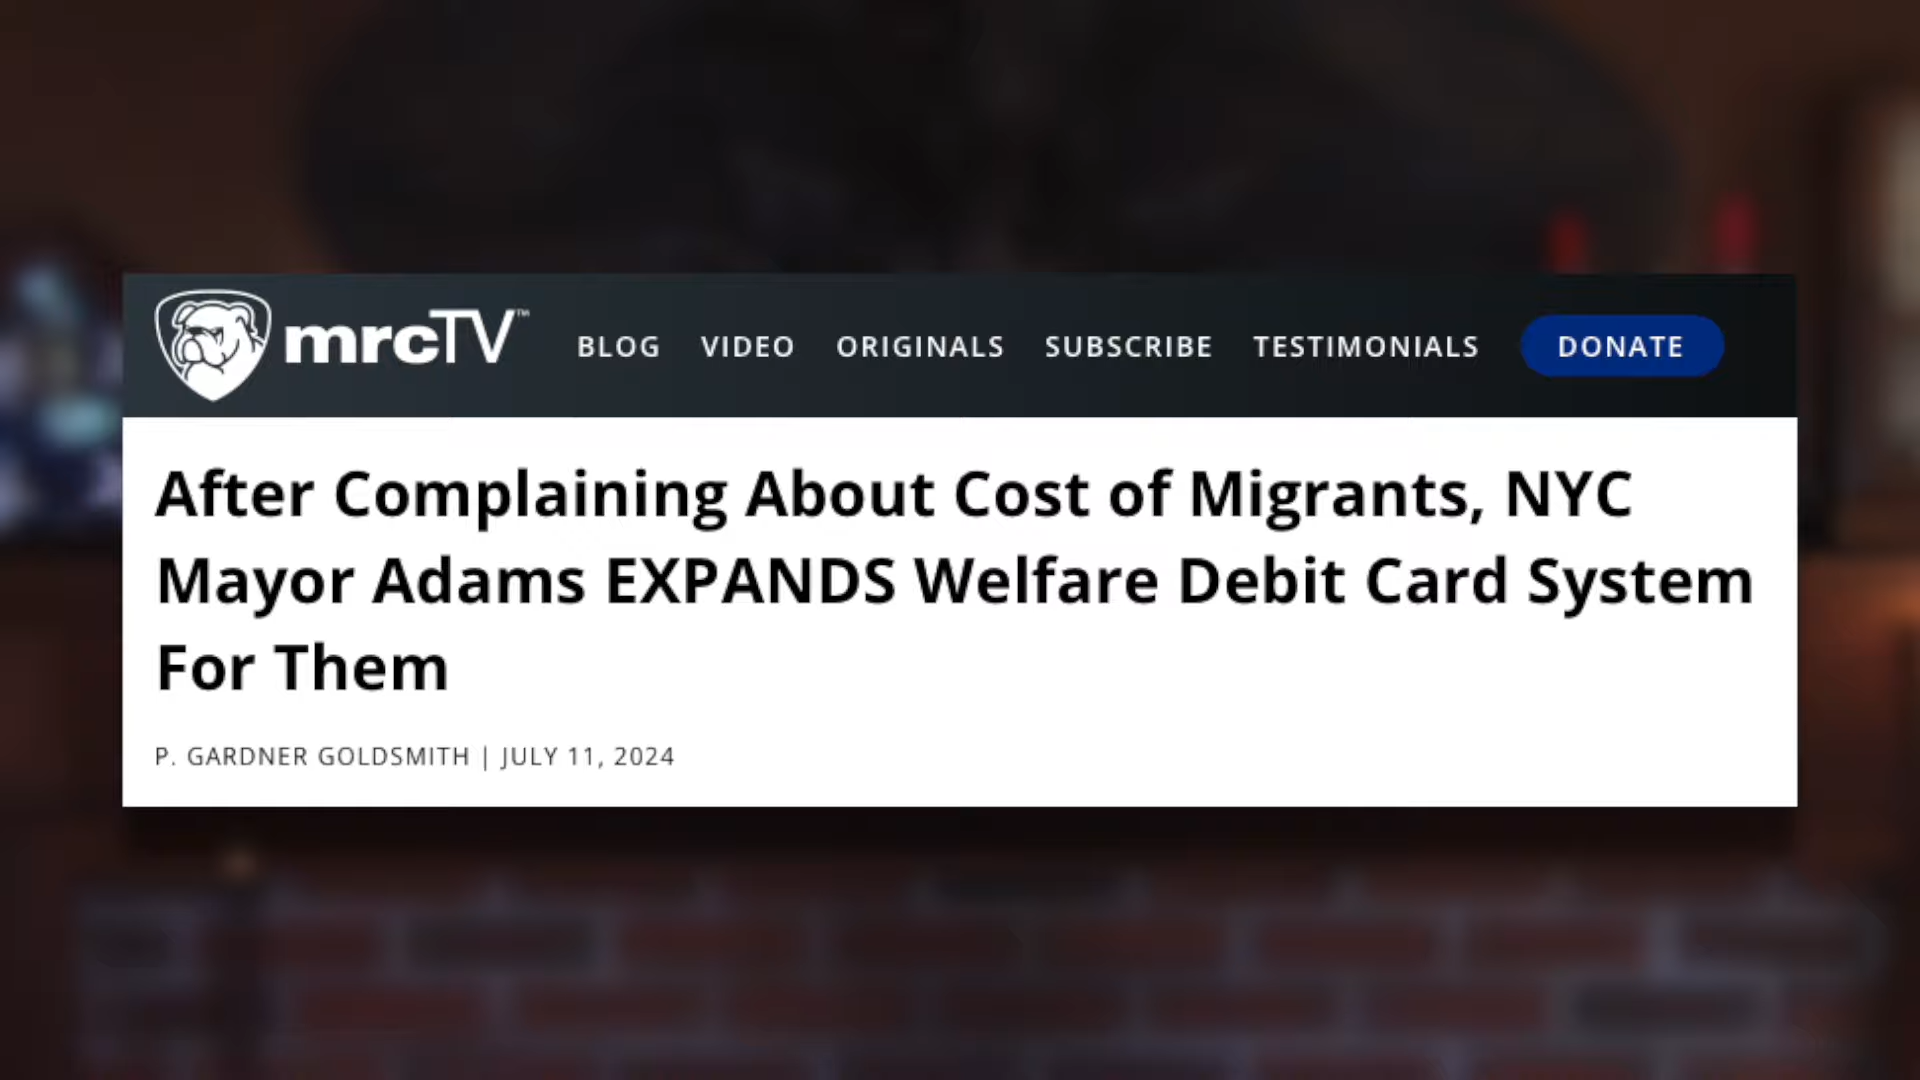 mrcTV™ BLOG VIDEO ORIGINALS SUBSCRIBE TESTIMONIALS DONATE
After Complaining About Cost of Migrants, NYC
Mayor Adams EXPANDS Welfare Debit Card System
For Them
P. GARDNER GOLDSMITH | JULY 11, 2024